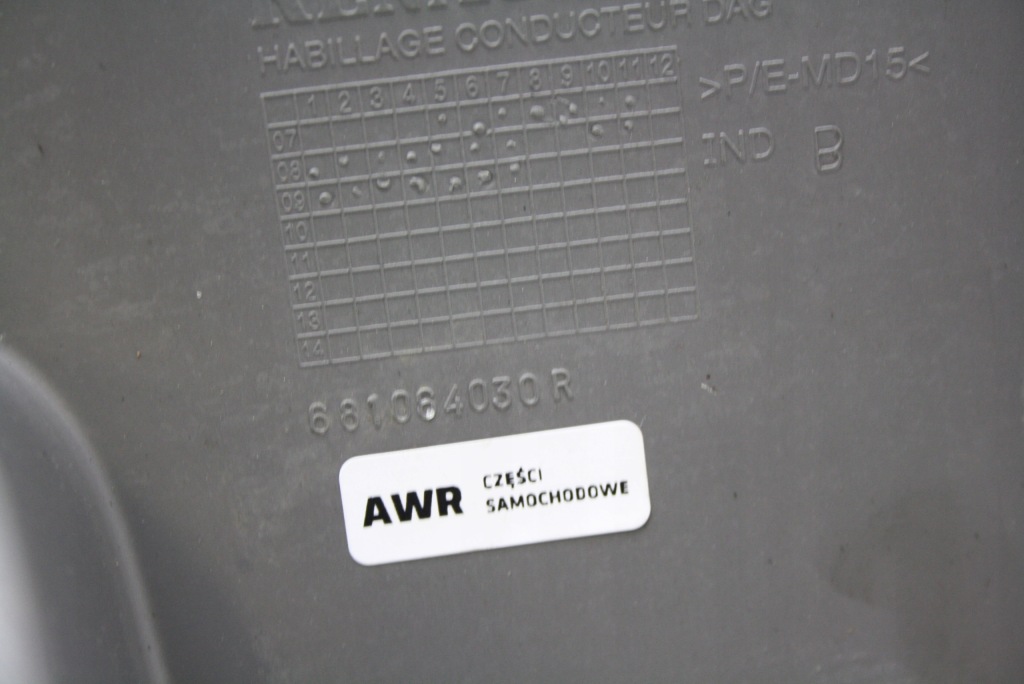 HABILLAGE CONDUCTEUR DAG
1 2 3 4 5 6 7 8 9 10 11 12
>P/E-MD15<
07
08
IND B
09
10
11
12
13
14
681064030R
AWR CZĘŚCI
SAMOCHODOWE